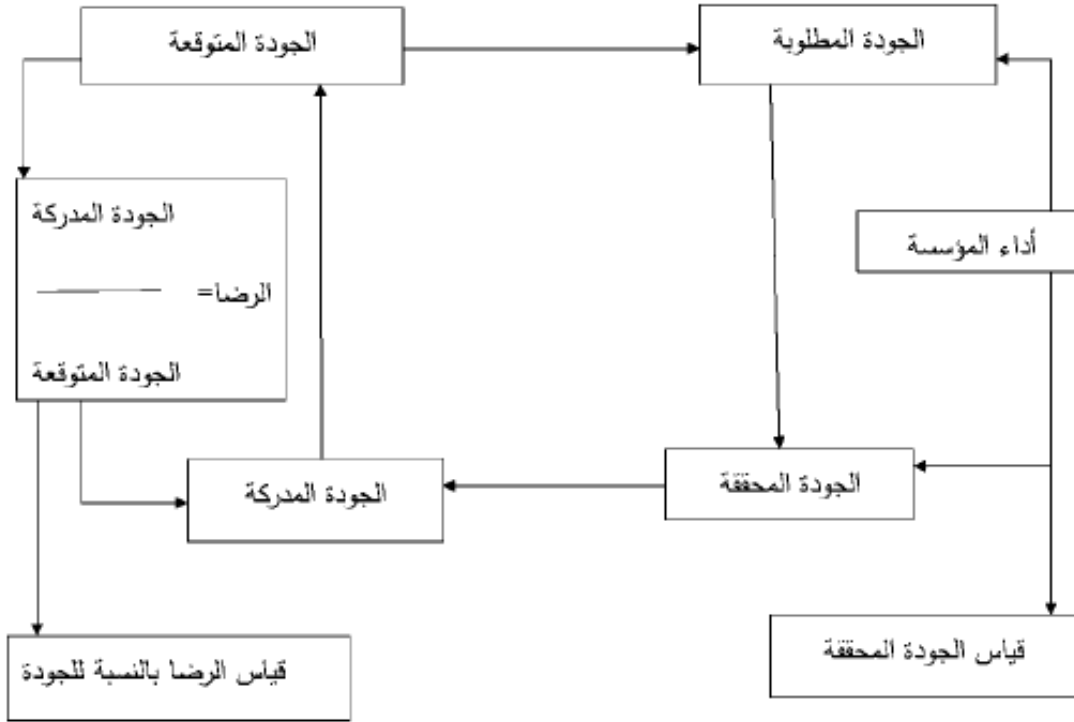 الجودة المطلوبة
الجودة المتوقعة
الجودة المدركة
الرضا=
الجودة المتوقعة
أداء المؤسسة
الجودة المحققة
الجودة المدركة
قياس الجودة المحققة
قياس الرضا بالنسبة للجودة